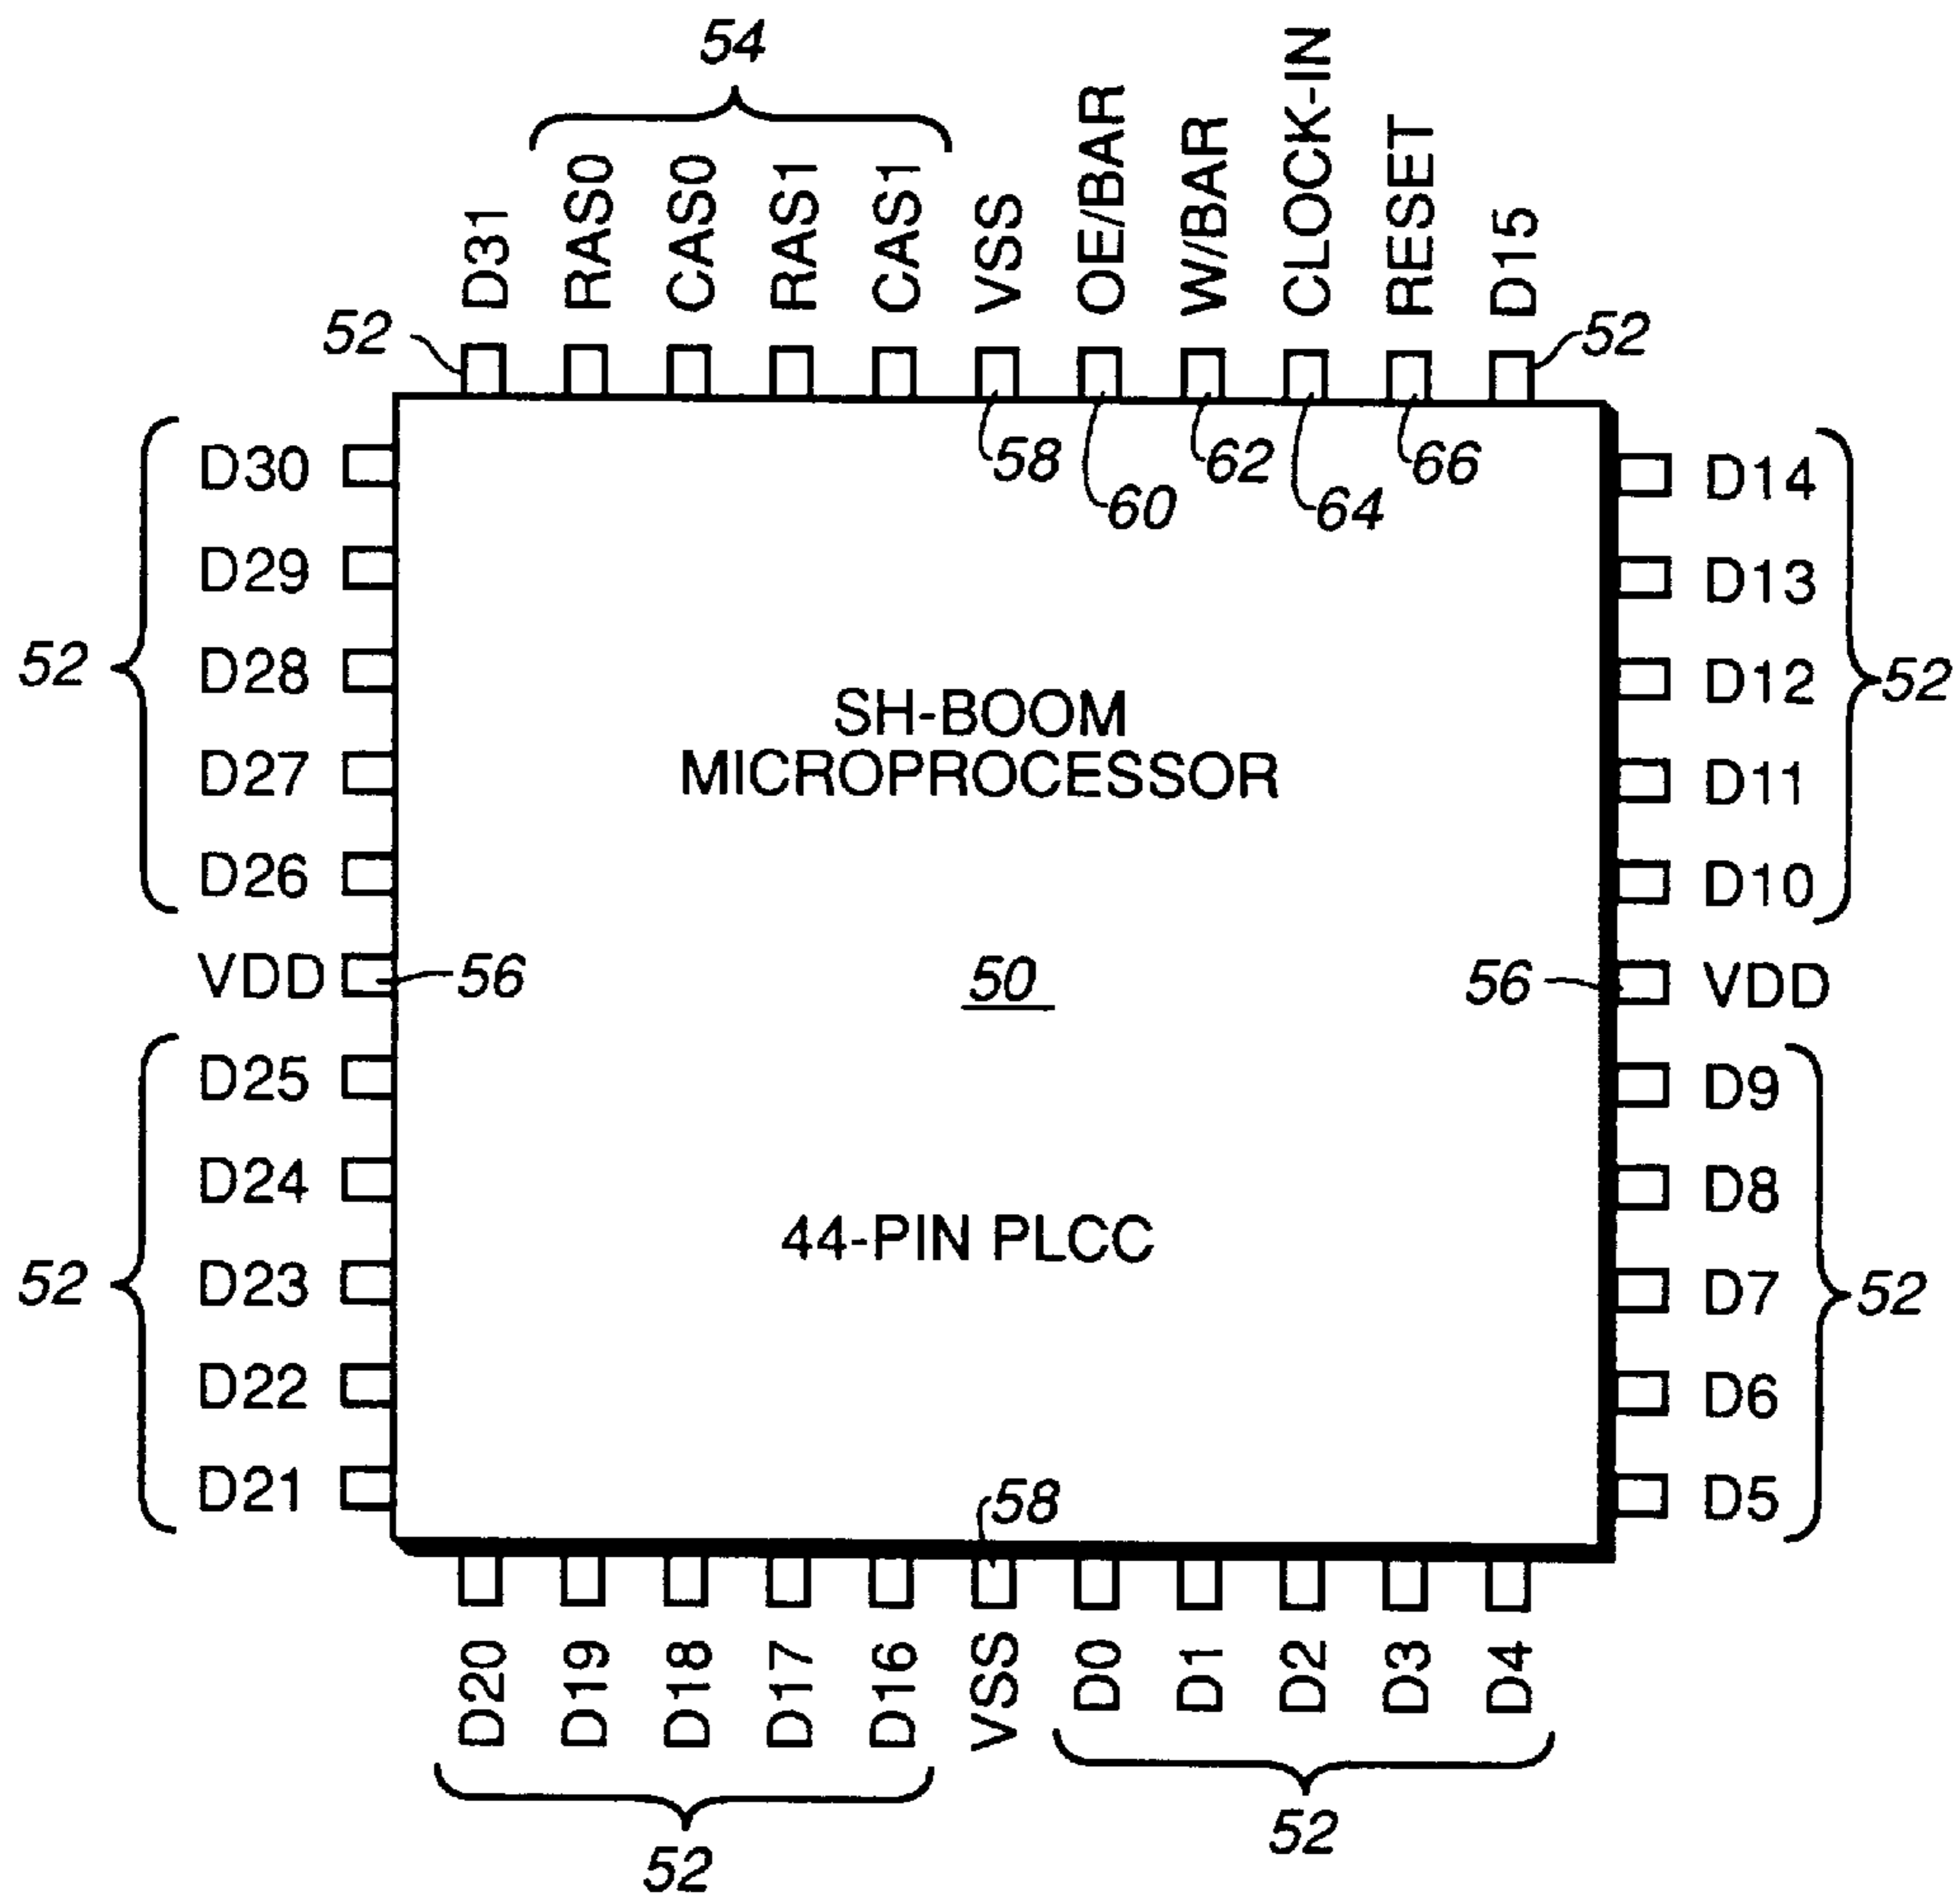 54
D31
RAS0
CAS0
RAS1
CAS1
VSS
OE/BAR
W/BAR
CLOCK-IN
RESET
D15
52
52
58
60
62
64
66
D30
D29
D28
D27
D26
52
VDD
56
D25
D24
D23
D22
D21
52
SH-BOOM
MICROPROCESSOR
50
44-PIN PLCC
D14
D13
D12
D11
D10
52
56
VDD
D9
D8
D7
D6
D5
52
58
D20
D19
D18
D17
D16
VSS
D0
D1
D2
D3
D4
52
52